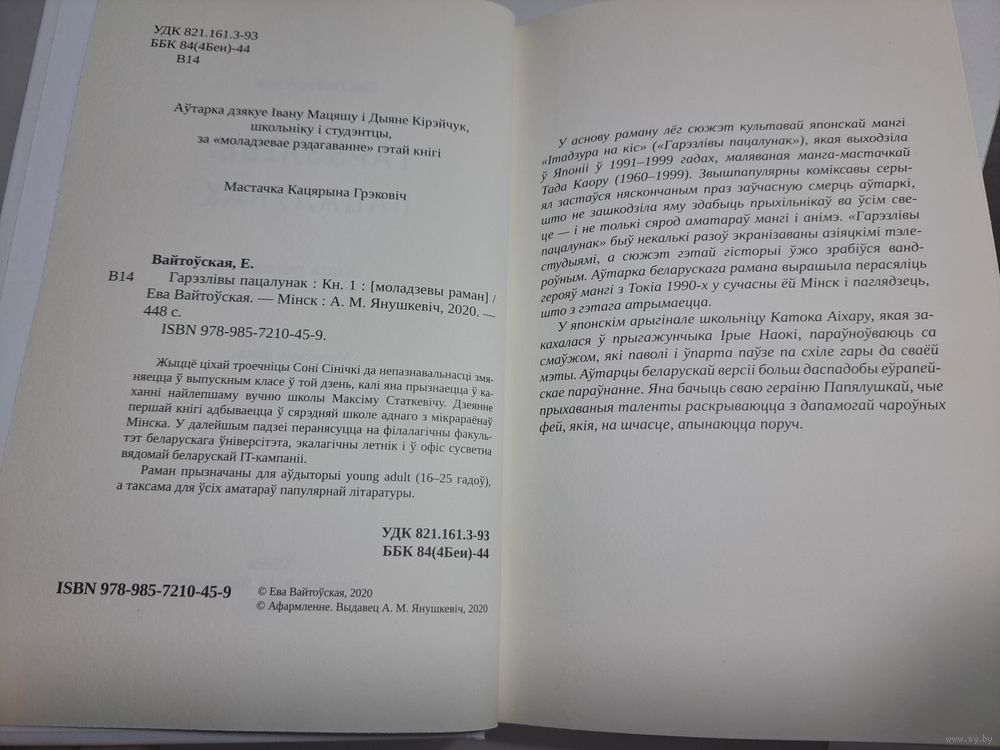 УДК 821.161.3-93
ББК 84(4Беи)-44
В14
Аўтарка дзякуе Івану Мацяшу і Дыяне Кірэйчук,
школьніку і студэнтцы,
за «моладзевае рэдагаванне» гэтай кнігі
Мастачка Кацярына Грэковіч
Вайтоўская, Е.
В14 Гарэзлівы пацалунак : Кн. 1 : [моладзевы раман] /
Ева Вайтоўская. — Мінск : А. М. Янушкевіч, 2020. —
448 с.
ISBN 978-985-7210-45-9.
Жыццё ціхай троечніцы Соні Сінічкі да непазнавальнасці змя-
няецца ў выпускным класе ў той дзень, калі яна прызнаецца ў ка-
ханні найлепшаму вучню школы Максіму Статкевічу. Дзеянне
першай кнігі адбываецца ў сярэдняй школе аднаго з мікрараёнаў
Мінска. У далейшым падзеі перанясуцца на філалагічны факуль-
тэт беларускага ўніверсітэта, экалагічны летнік і ў офіс сусветна
вядомай беларускай ІТ-кампаніі.
Раман прызначаны для аўдыторыі young adult (16–25 гадоў),
а таксама для ўсіх аматараў папулярнай літаратуры.
УДК 821.161.3-93
ББК 84(4Беи)-44
ISBN 978-985-7210-45-9
© Ева Вайтоўская, 2020
© Афармленне. Выдавец А. М. Янушкевіч, 2020
У аснову раману лёг сюжэт культавай японскай мангі
«Ітадзура на кіс» («Гарэзлівы пацалунак»), якая выходзіла
ў Японіі ў 1991–1999 гадах, маляваная манга-мастачкай
Тада Каору (1960–1999). Звышпапулярны коміксавы серы-
ял застаўся няскончаным праз заўчасную смерць аўтаркі,
што не зашкодзіла яму здабыць прыхільнікаў ва ўсім све-
це — і не толькі сярод аматараў мангі і анімэ. «Гарэзлівы
пацалунак» быў некалькі разоў экранізаваны азіяцкімі тэле-
студыямі, а сюжэт гэтай гісторыі ўжо зрабіўся ванд-
роўным. Аўтарка беларускага рамана вырашыла перасяліць
герояў мангі з Токіа 1990-х у сучасны ёй Мінск і паглядзець,
што з гэтага атрымаецца.
У японскім арыгінале школьніцу Катока Аіхару, якая за-
кахалася ў прыгажунчыка Ірые Наокі, параўноўваюць са
смаўжом, які паволі і ўпарта паўзе па схіле гары да сваёй
мэты. Аўтарцы беларускай версіі больш даспадобы еўрапей-
скае параўнанне. Яна бачыць сваю гераіню Папялушкай, чые
прыхаваныя таленты раскрываюцца з дапамогай чароўных
фей, якія, на шчасце, апынаюцца поруч.
www.ay.by